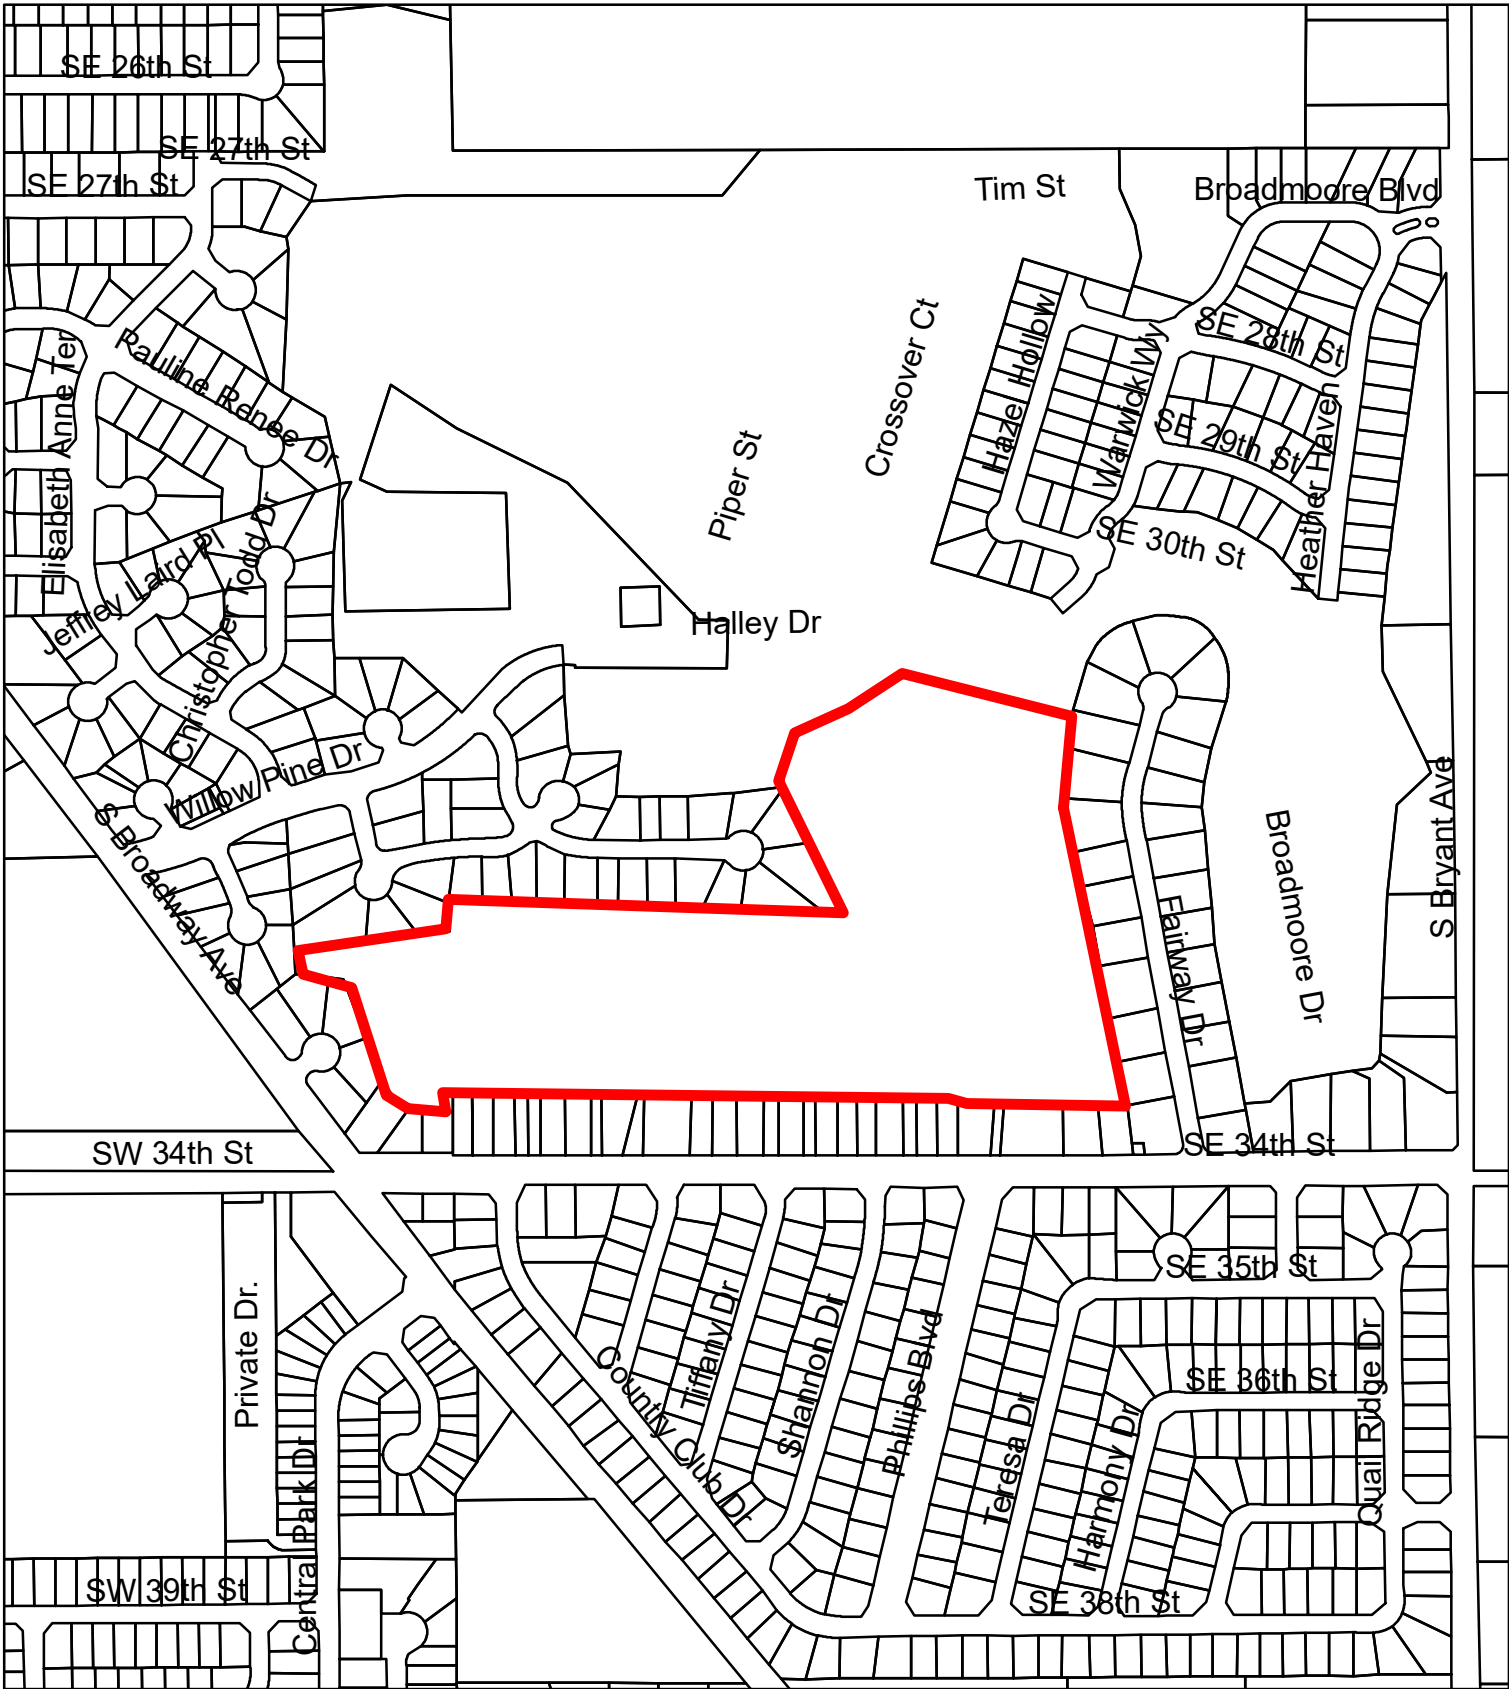 SE 26th St
SE 27th St
SE 27th St
Tim St
Broadmoore Blvd
Pauline Renee Dr
Elisabeth Anne Ter
Crossover Ct
Hazel Hollow
Warwick Wy
SE 28th St
SE 29th St
Heather Haven
Piper St
SE 30th St
Jeffrey Laird Pl
Christopher Todd Dr
Halley Dr
Willow Pine Dr
S Broadway Ave
Fairway Dr
Broadmoore Dr
S Bryant Ave
SW 34th St
SE 34th St
SE 35th St
Private Dr.
Tiffany Dr
Shannon Dr
Phillips Blvd
Country Club Dr
SE 36th St
Quail Ridge Dr
Teresa Dr
Harmony Dr
Central Park Dr
SW 39th St
SE 38th St